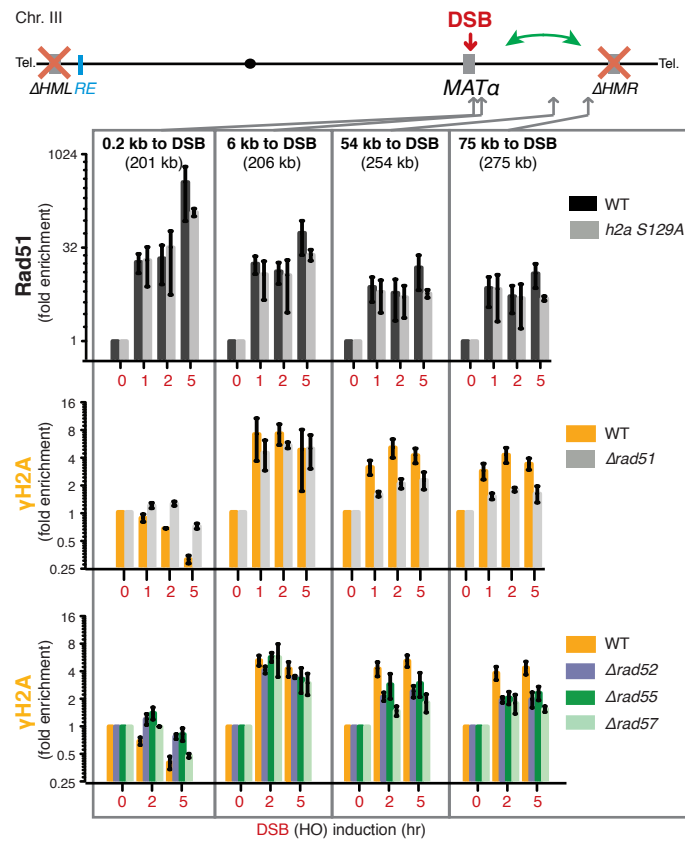 Chr. III
DSB
Tel.
Tel.
ΔHML RE
MATα
ΔHMR
0.2 kb to DSB
(201 kb)
6 kb to DSB
(206 kb)
54 kb to DSB
(254 kb)
75 kb to DSB
(275 kb)
Rad51
(fold enrichment)
1024
32
1
0 1 2 5
0 1 2 5
0 1 2 5
0 1 2 5
WT
h2a S129A
γH2A
(fold enrichment)
16
8
4
2
1
0.5
0.25
0 1 2 5
0 1 2 5
0 1 2 5
0 1 2 5
WT
Δrad51
γH2A
(fold enrichment)
16
8
4
2
1
0.5
0.25
0 2 5
0 2 5
0 2 5
0 2 5
WT
Δrad52
Δrad55
Δrad57
DSB (HO) induction (hr)